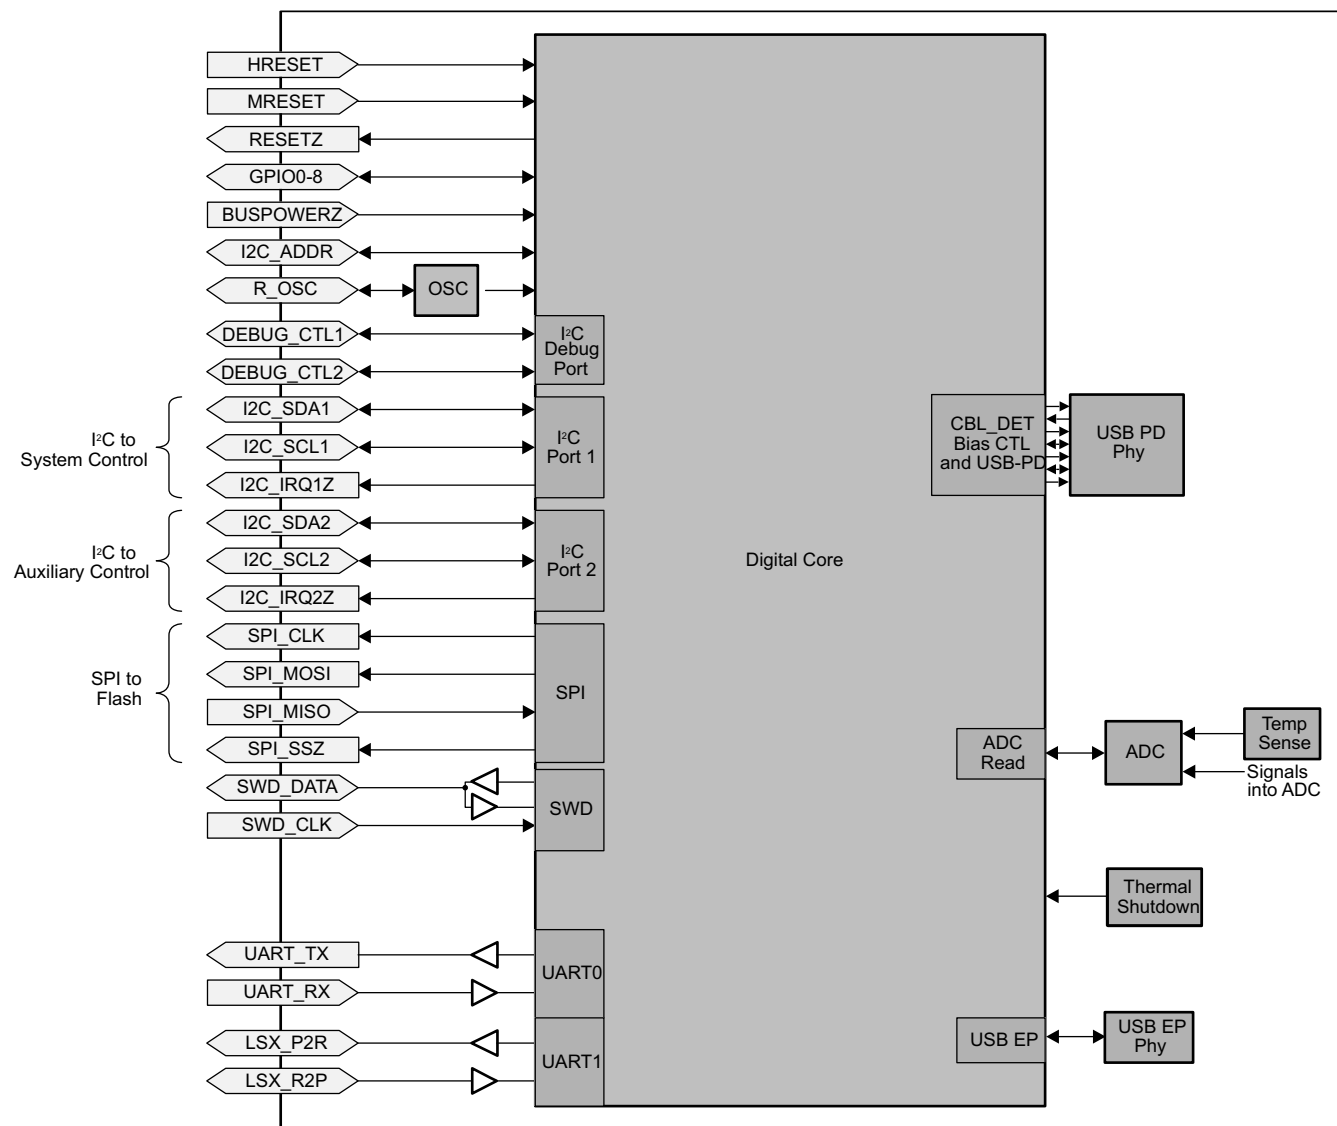 HRESET
MRESET
RESETZ
GPIO0-8
BUSPOWERZ
I2C_ADDR
R_OSC
OSC
DEBUG_CTL1
DEBUG_CTL2
I²C
Debug
Port
I²C to
System Control
I2C_SDA1
I2C_SCL1
I2C_IRQ1Z
I²C
Port 1
I²C to
Auxiliary Control
I2C_SDA2
I2C_SCL2
I2C_IRQ2Z
I²C
Port 2
SPI to
Flash
SPI_CLK
SPI_MOSI
SPI_MISO
SPI_SSZ
SPI
SWD_DATA
SWD_CLK
SWD
UART_TX
UART_RX
UART0
LSX_P2R
LSX_R2P
UART1
Digital Core
CBL_DET
Bias CTL
and USB-PD
USB PD
Phy
ADC
Read
ADC
Temp
Sense
Signals
into ADC
Thermal
Shutdown
USB EP
USB EP
Phy